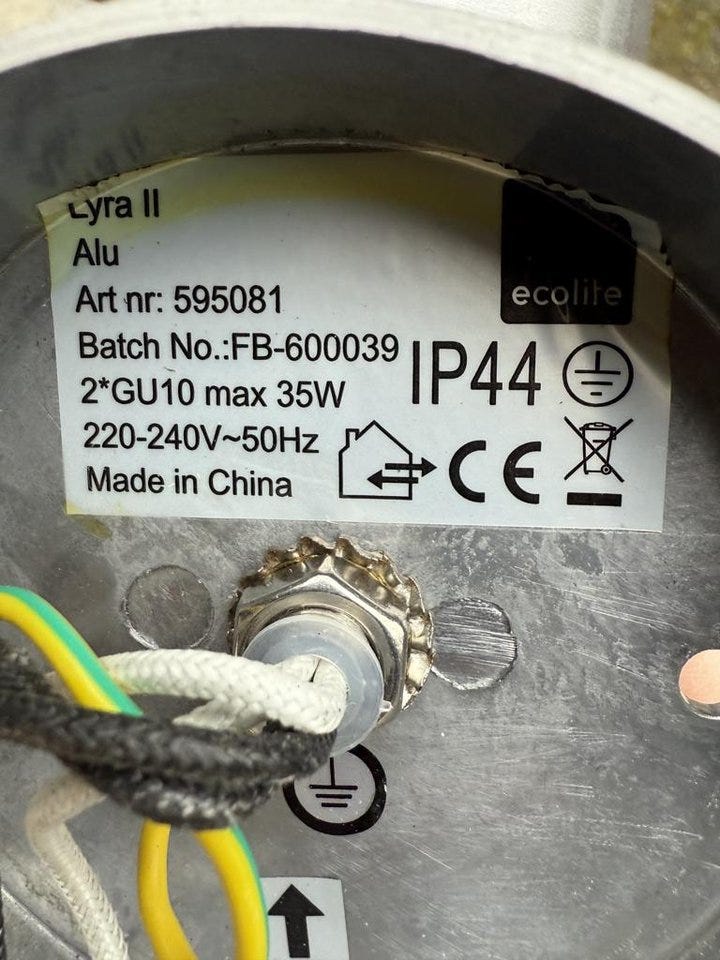 Lyra II
Alu
ecolite
Art nr: 595081
Batch No.:FB-600039
IP44
2*GU10 max 35W
220-240V~50Hz
CE
Made in China